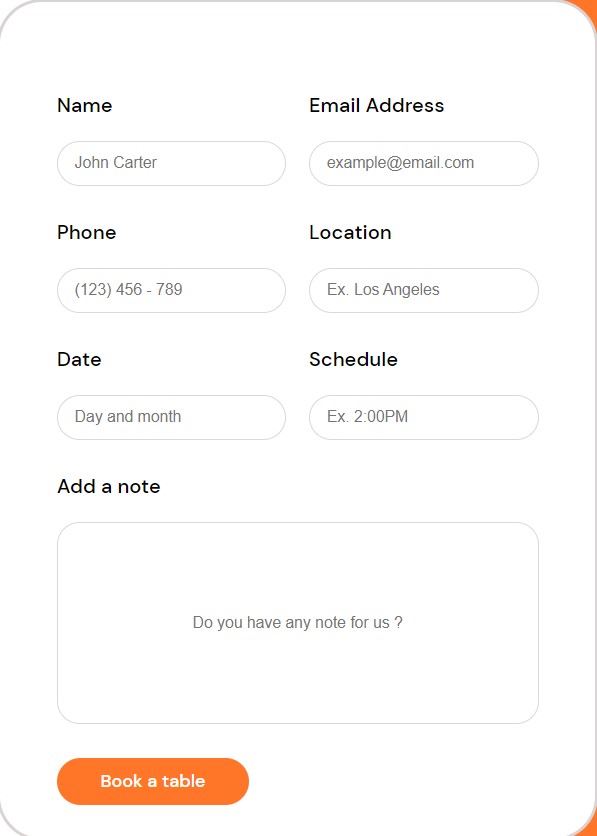 Name
Email Address
John Carter
example@email.com
Phone
Location
(123) 456 - 789
Ex. Los Angeles
Date
Schedule
Day and month
Ex. 2:00PM
Add a note
Do you have any note for us ?
Book a table